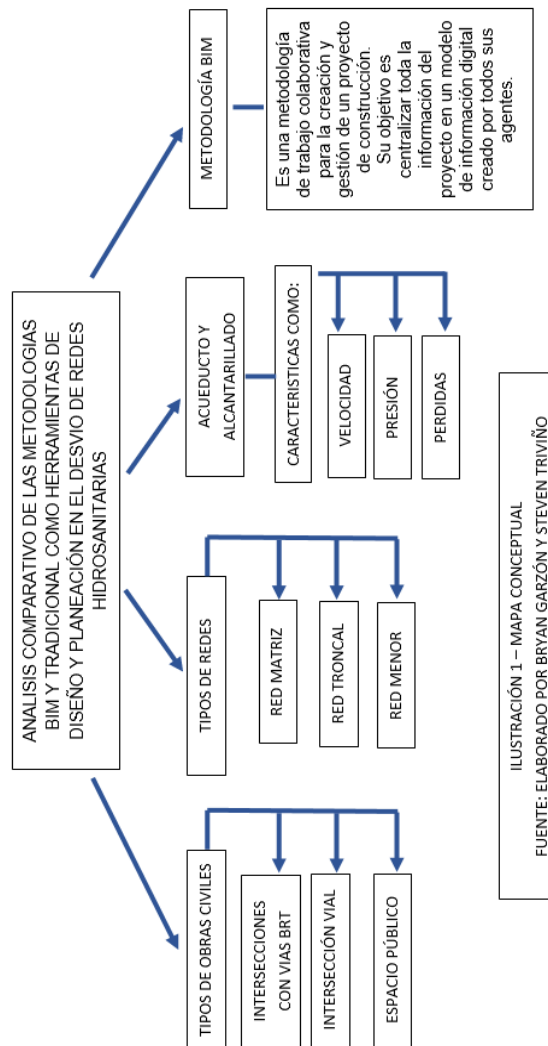 ANALISIS COMPARATIVO DE LAS METODOLOGIAS
BIM Y TRADICIONAL COMO HERRAMIENTAS DE
DISEÑO Y PLANEACIÓN EN EL DESVIO DE REDES
HIDROSANITARIAS
TIPOS DE OBRAS CIVILES
INTERSECCIONES
CON VIAS BRT
INTERSECCIÓN VIAL
ESPACIO PÚBLICO
TIPOS DE REDES
RED MATRIZ
RED TRONCAL
RED MENOR
ACUEDUCTO Y
ALCANTARILLADO
CARACTERISTICAS COMO:
VELOCIDAD
PRESIÓN
PERDIDAS
METODOLOGÍA BIM
Es una metodología
de trabajo colaborativa
para la creación y
gestión de un proyecto
de construcción.
Su objetivo es
centralizar toda la
información del
proyecto en un modelo
de información digital
creado por todos sus
agentes.
ILUSTRACIÓN 1 – MAPA CONCEPTUAL
FUENTE: ELABORADO POR BRYAN GARZÓN Y STEVEN TRIVIÑO